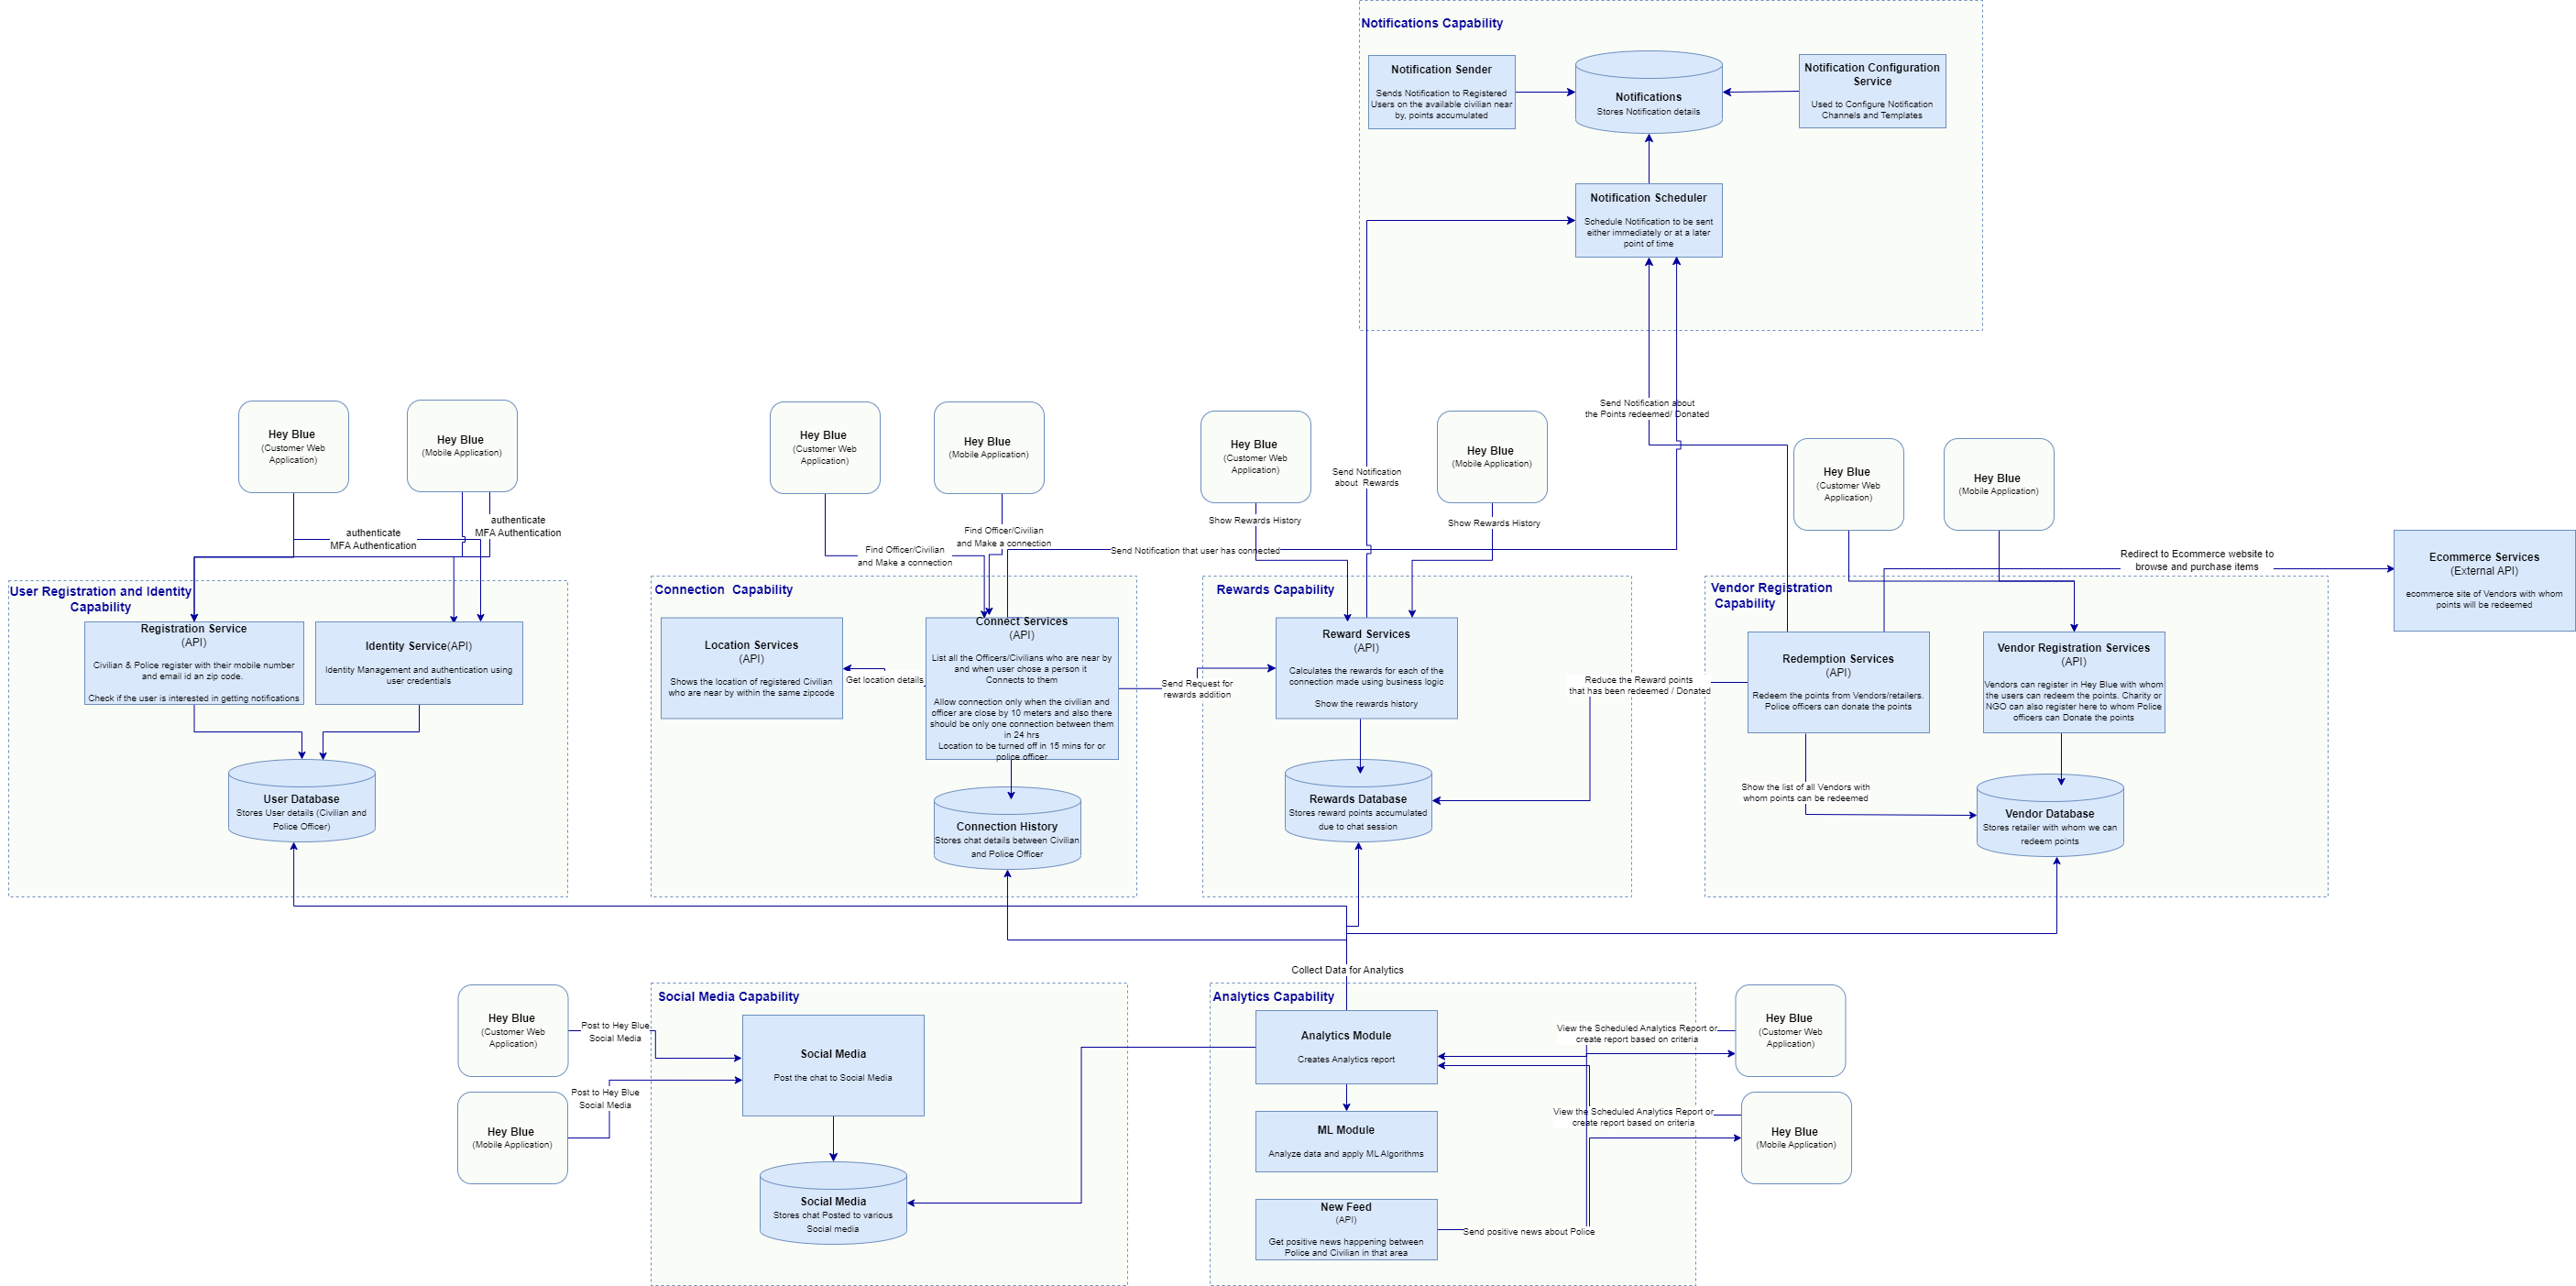 Notifications Capability
Notification Sender
Sends Notification to Registered
Users on the available civilian near
by, points accumulated
Notifications
Stores Notification details
Notification Configuration
Service
Used to Configure Notification
Channels and Templates
Notification Scheduler
Schedule Notification to be sent
either immediately or at a later
point of time
Send Notification about
the Points redeemed/ Donated
Send Notification
about  Rewards
Hey Blue
(Customer Web
Application)
Hey Blue
(Mobile Application)
authenticate
MFA Authentication
authenticate
MFA Authentication
Hey Blue
(Customer Web
Application)
Hey Blue
(Mobile Application)
Find Officer/Civilian
and Make a connection
Find Officer/Civilian
and Make a connection
Send Notification that user has connected
Hey Blue
(Customer Web
Application)
Show Rewards History
Hey Blue
(Mobile Application)
Show Rewards History
Hey Blue
(Customer Web
Application)
Hey Blue
(Mobile Application)
Redirect to Ecommerce website to
browse and purchase items
Ecommerce Services
(External API)
ecommerce site of Vendors with whom
points will be redeemed
User Registration and Identity
Capability
Registration Service
(API)
Civilian & Police register with their mobile number
and email id an zip code.
Check if the user is interested in getting notifications
Identity Service(API)
Identity Management and authentication using
user credentials
User Database
Stores User details (Civilian and
Police Officer)
Connection  Capability
Location Services
(API)
Shows the location of registered Civilian
who are near by within the same zipcode
Get location details
Connect Services
(API)
List all the Officers/Civilians who are near by
and when user chose a person it
Connects to them
Allow connection only when the civilian and
officer are close by 10 meters and also there
should be only one connection between them
in 24 hrs
Location to be turned off in 15 mins for or
police officer
Connection History
Stores chat details between Civilian
and Police Officer
Send Request for
rewards addition
Rewards Capability
Reward Services
(API)
Calculates the rewards for each of the
connection made using business logic
Show the rewards history
Rewards Database
Stores reward points accumulated
due to chat session
Reduce the Reward points
that has been redeemed / Donated
Vendor Registration
Capability
Redemption Services
(API)
Redeem the points from Vendors/retailers.
Police officers can donate the points
Vendor Registration Services
(API)
Vendors can register in Hey Blue with whom
the users can redeem the points. Charity or
NGO can also register here to whom Police
officers can Donate the points
Show the list of all Vendors with
whom points can be redeemed
Vendor Database
Stores retailer with whom we can
redeem points
Collect Data for Analytics
Hey Blue
(Customer Web
Application)
Post to Hey Blue
Social Media
Hey Blue
(Mobile Application)
Post to Hey Blue
Social Media
Social Media Capability
Social Media
Post the chat to Social Media
Social Media
Stores chat Posted to various
Social media
Analytics Capability
Analytics Module
Creates Analytics report
ML Module
Analyze data and apply ML Algorithms
New Feed
(API)
Get positive news happening between
Police and Civilian in that area
Send positive news about Police
View the Scheduled Analytics Report or
create report based on criteria
Hey Blue
(Customer Web
Application)
View the Scheduled Analytics Report or
create report based on criteria
Hey Blue
(Mobile Application)